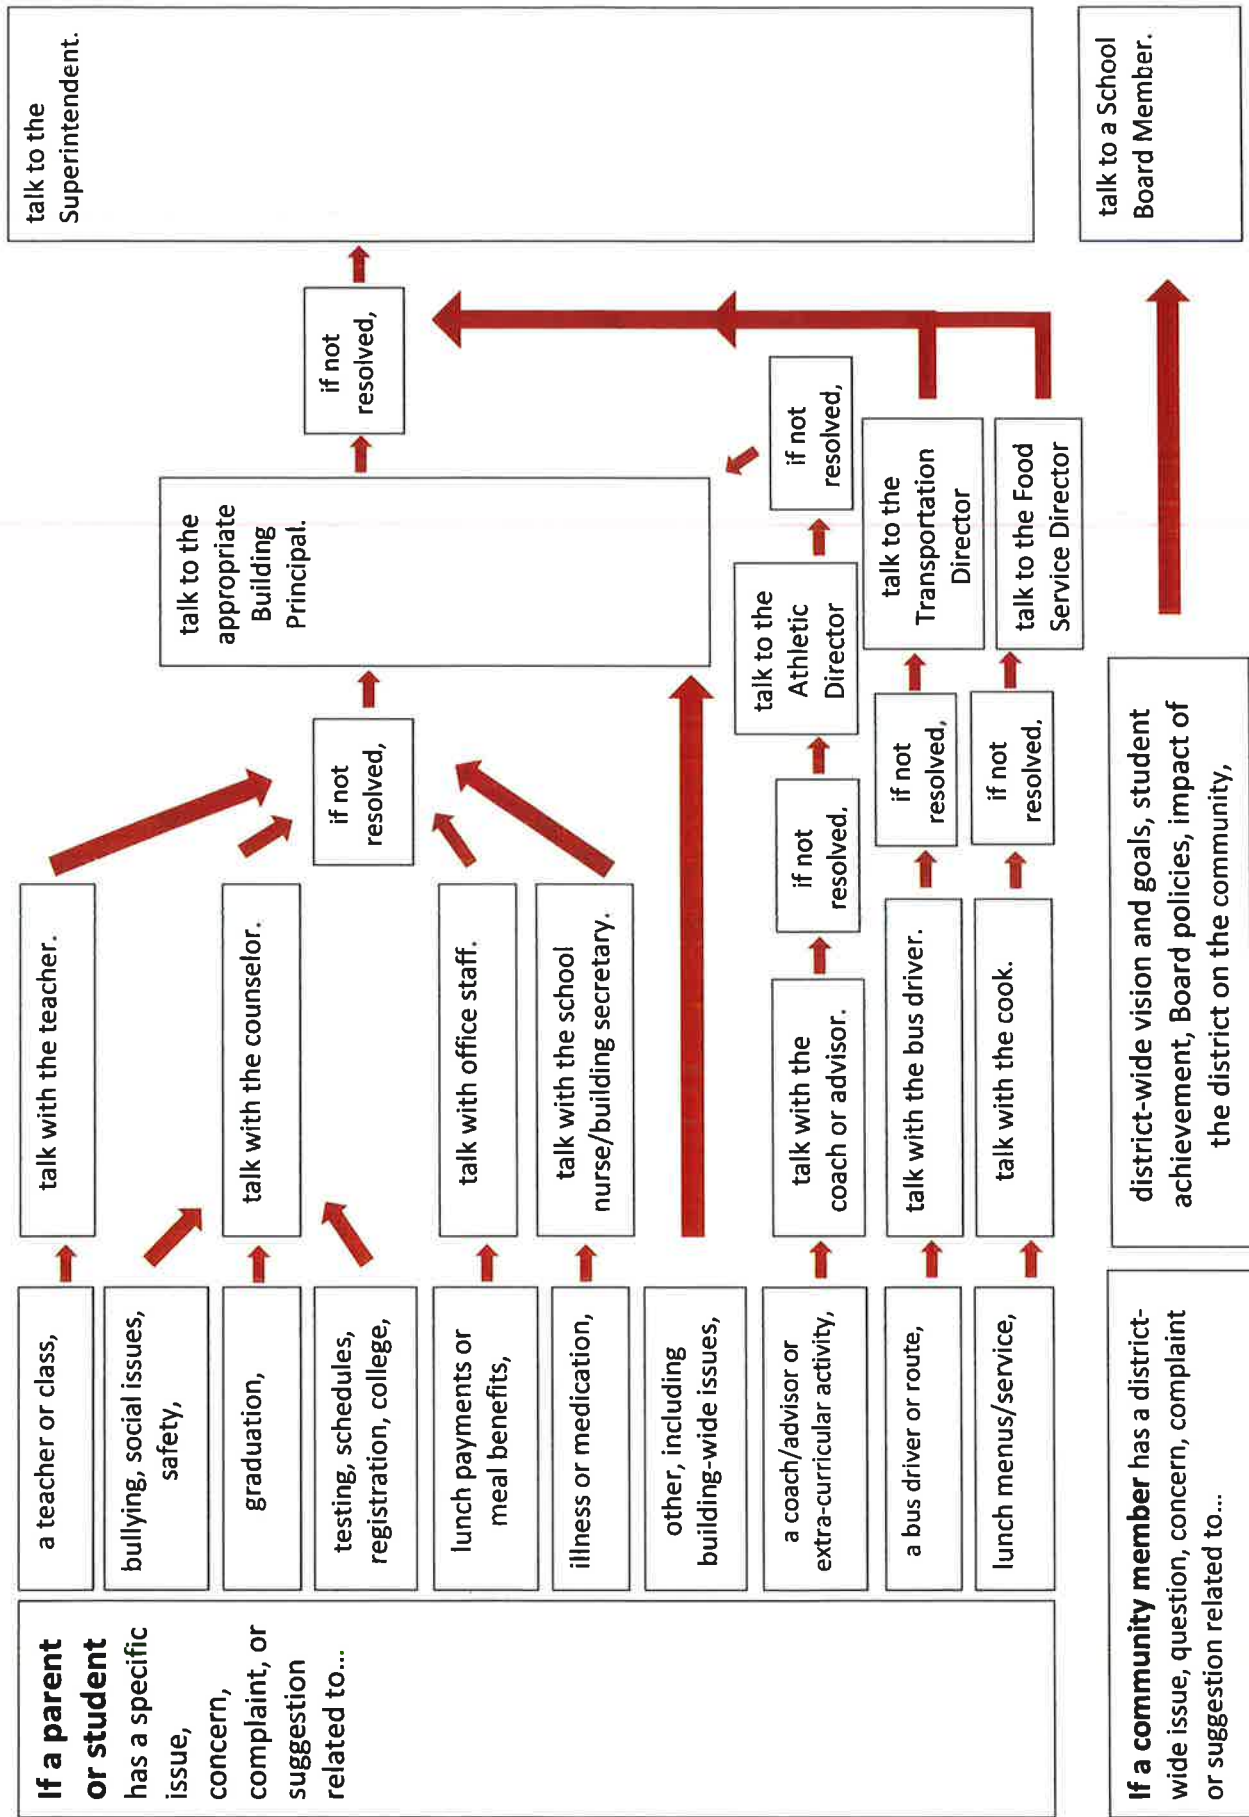 If a parent
or student
has a specific
issue,
concern,
complaint, or
suggestion
related to...
a teacher or class,
talk with the teacher.
bullying, social issues,
safety,
graduation,
testing, schedules,
registration, college,
talk with the counselor.
lunch payments or
meal benefits,
talk with office staff.
illness or medication,
talk with the school
nurse/building secretary.
if not
resolved,
other, including
building-wide issues,
talk to the
appropriate
Building
Principal.
if not
resolved,
talk to the
Superintendent.
a coach/advisor or
extra-curricular activity,
talk with the
coach or advisor.
if not
resolved,
talk to the
Athletic
Director
if not
resolved,
a bus driver or route,
talk with the bus driver.
if not
resolved,
talk to the
Transportation
Director
lunch menus/service,
talk with the cook.
if not
resolved,
talk to the Food
Service Director
If a community member has a district-
wide issue, question, concern, complaint
or suggestion related to...
district-wide vision and goals, student
achievement, Board policies, impact of
the district on the community,
talk to a School
Board Member.